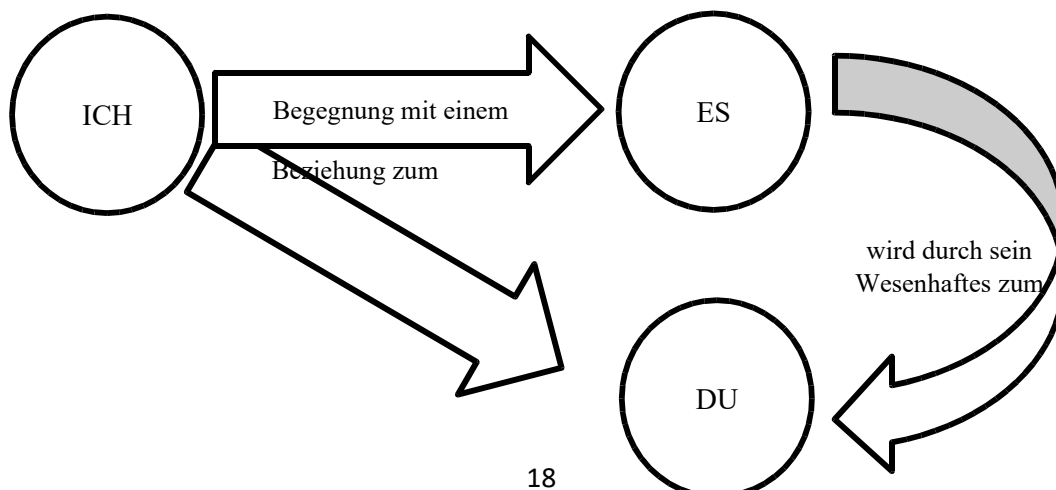 ICH
Begegnung mit einem
ES
Beziehung zum
wird durch sein
Wesenhaftes zum
DU
18